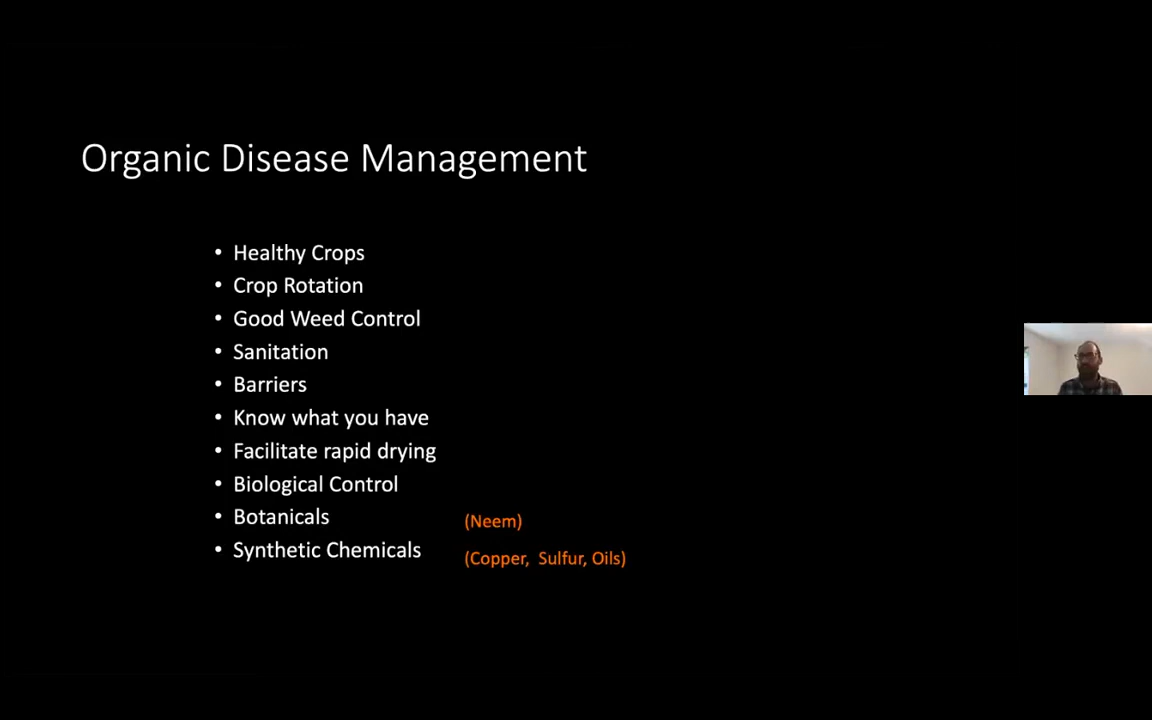 Organic Disease Management
• Healthy Crops
• Crop Rotation
• Good Weed Control
• Sanitation
• Barriers
• Know what you have
• Facilitate rapid drying
• Biological Control
• Botanicals (Neem)
• Synthetic Chemicals (Copper, Sulfur, Oils)